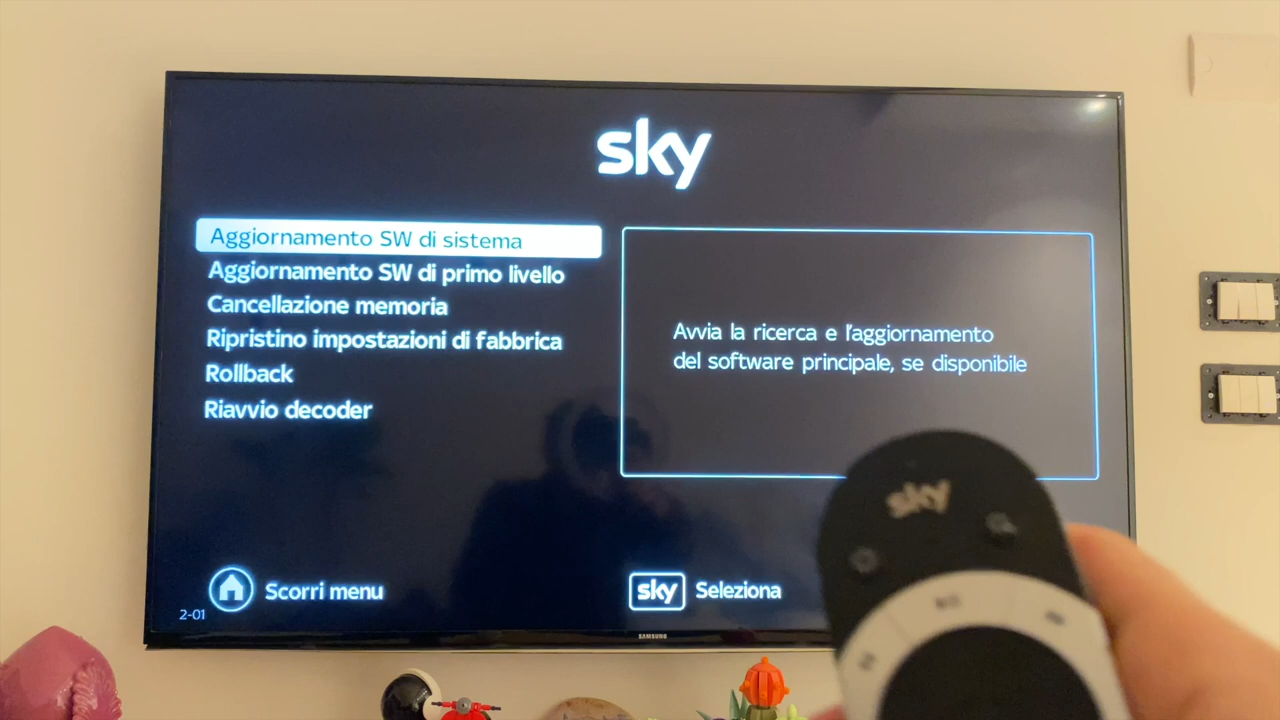 sky
Aggiornamento SW di sistema
Aggiornamento SW di primo livello
Cancellazione memoria
Ripristino impostazioni di fabbrica
Rollback
Riavvio decoder
Avvia la ricerca e l'aggiornamento
del software principale, se disponibile
Scorri menu
sky Seleziona
2-01
SAMSUNG
sky